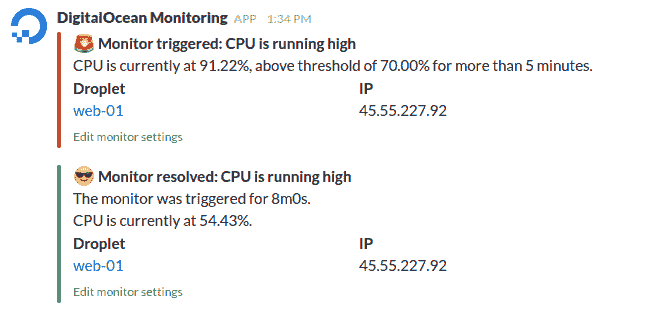 DigitalOcean Monitoring APP 1:34 PM
Monitor triggered: CPU is running high
CPU is currently at 91.22%, above threshold of 70.00% for more than 5 minutes.
Droplet IP
web-01 45.55.227.92
Edit monitor settings
Monitor resolved: CPU is running high
The monitor was triggered for 8m0s.
CPU is currently at 54.43%.
Droplet IP
web-01 45.55.227.92
Edit monitor settings